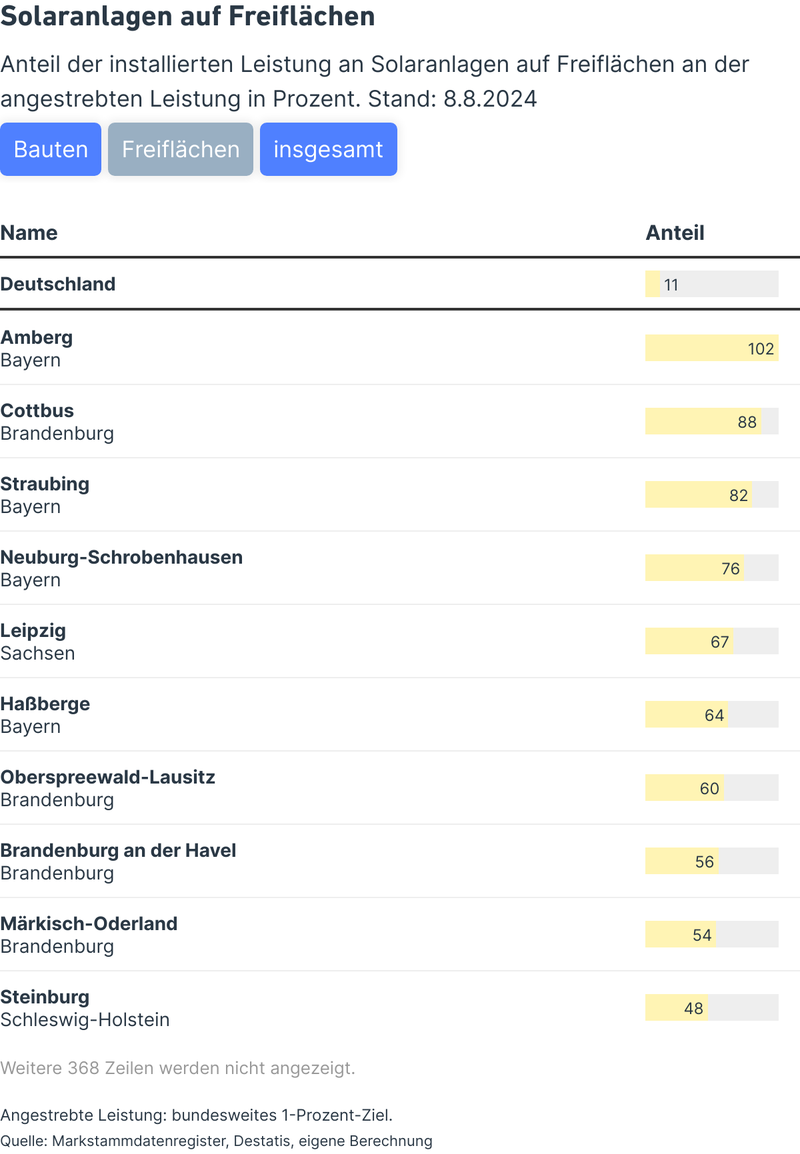 Solaranlagen auf Freiflächen
Anteil der installierten Leistung an Solaranlagen auf Freiflächen an der
angestrebten Leistung in Prozent. Stand: 8.8.2024
Bauten Freiflächen insgesamt
Name Anteil
Deutschland 11
Amberg
Bayern 102
Cottbus
Brandenburg 88
Straubing
Bayern 82
Neuburg-Schrobenhausen
Bayern 76
Leipzig
Sachsen 67
Haßberge
Bayern 64
Oberspreewald-Lausitz
Brandenburg 60
Brandenburg an der Havel
Brandenburg 56
Märkisch-Oderland
Brandenburg 54
Steinburg
Schleswig-Holstein 48
Weitere 368 Zeilen werden nicht angezeigt.
Angestrebte Leistung: bundesweites 1-Prozent-Ziel.
Quelle: Markstammdatenregister, Destatis, eigene Berechnung